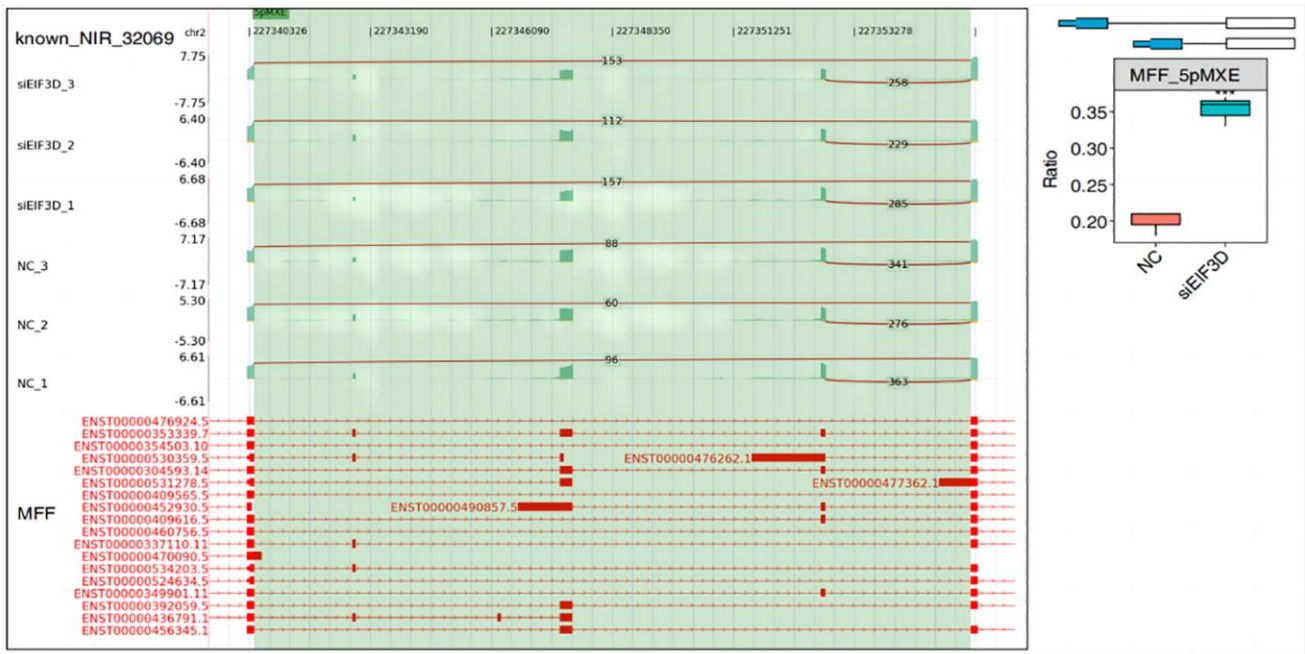 5pMXE
known_NIR_32069
chr2
227340326 227343190 227346090 227348350 227351251 227353278
7.75
siEIF3D_3
153
258
-7.75
6.40
siEIF3D_2
112
229
-6.40
6.68
siEIF3D_1
157
285
-6.68
7.17
NC_3
88
341
-7.17
5.30
NC_2
60
276
-5.30
6.61
NC_1
96
363
-6.61
MFF
ENST00000476924.5
ENST00000353339.7
ENST00000354503.10
ENST00000530359.5 ENST00000476262.1
ENST00000304593.14
ENST00000531278.5 ENST00000477362.1
ENST00000409565.5
ENST00000452930.5 ENST00000490857.5
ENST00000409616.5
ENST00000460756.5
ENST00000337110.11
ENST00000470090.5
ENST00000534203.5
ENST00000524634.5
ENST00000349901.11
ENST00000392059.5
ENST00000436791.1
ENST00000456345.1
MFF_5pMXE
***
Ratio
0.35
0.30
0.25
0.20
NC
siEIF3D